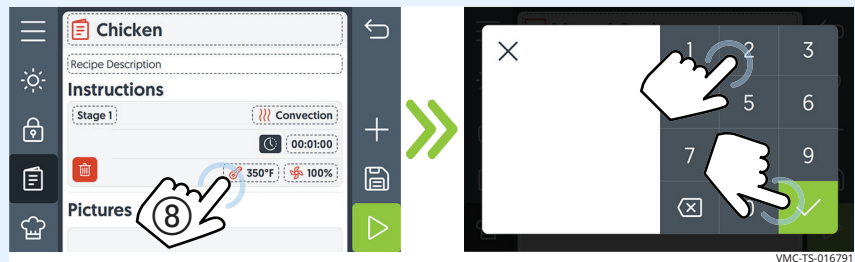 Chicken
Recipe Description
Instructions
Stage 1
Convection
00:01:00
350°F
100%
8
Pictures
1 2 3
5 6
7 9
VMC-TS-016791